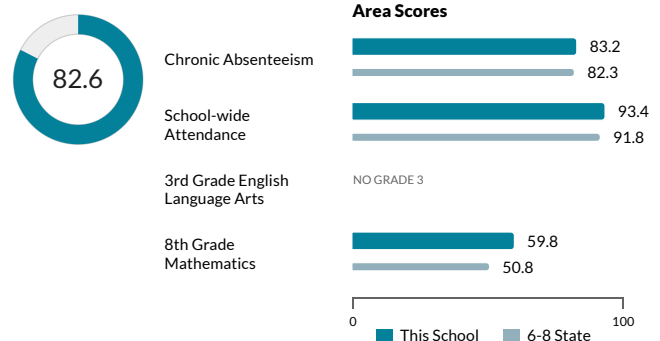 Area Scores
82.6
Chronic Absenteeism
83.2
82.3
School-wide
Attendance
93.4
91.8
3rd Grade English
Language Arts
NO GRADE 3
8th Grade
Mathematics
59.8
50.8
0
100
This School
6-8 State